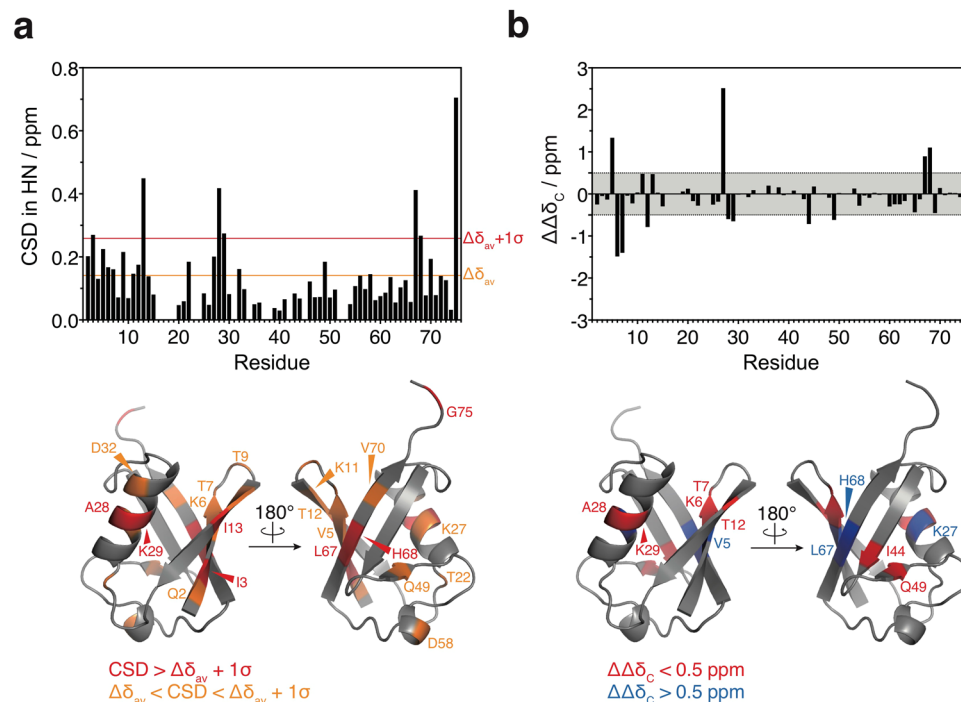 a
b
CSD in HN / ppm
0.8
0.6
0.4
0.2
0.0
10 20 30 40 50 60 70
Residue
Δδav+1σ
Δδav
ΔΔδC / ppm
3
2
1
0
-1
-2
-3
10 20 30 40 50 60 70
Residue
G75
D32
T9
K11
V70
T7
K6
A28
I13
180°
T12
V5
K27
K29
L67
H68
I3
Q2
Q49
T22
D58
CSD > Δδav + 1σ
Δδav < CSD < Δδav + 1σ
H68
T7
K6
A28
T12
180°
K29
V5
L67
I44
K27
Q49
ΔΔδC < 0.5 ppm
ΔΔδC > 0.5 ppm